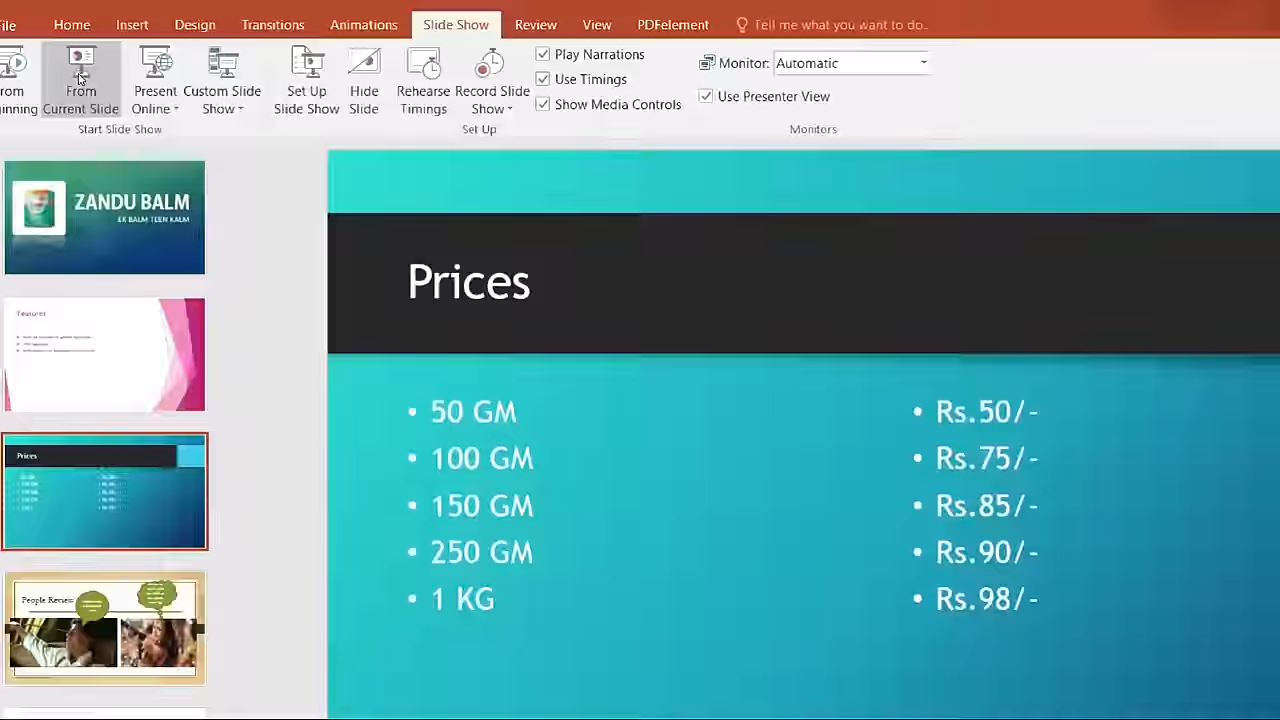 File Home Insert Design Transitions Animations Slide Show Review View PDFelement Tell me what you want to do..
From Current Slide
Present Online
Custom Slide Show
Set Up Slide Show
Hide Slide
Rehearse Timings
Record Slide Show
Play Narrations
Use Timings
Show Media Controls
Monitor: Automatic
Use Presenter View
Start Slide Show
Set Up
Monitors
ZANDU BALM
EK BALM TEEN KALM
Features
Prices
People Review
Prices
50 GM
100 GM
150 GM
250 GM
1 KG
Rs.50/-
Rs.75/-
Rs.85/-
Rs.90/-
Rs.98/-